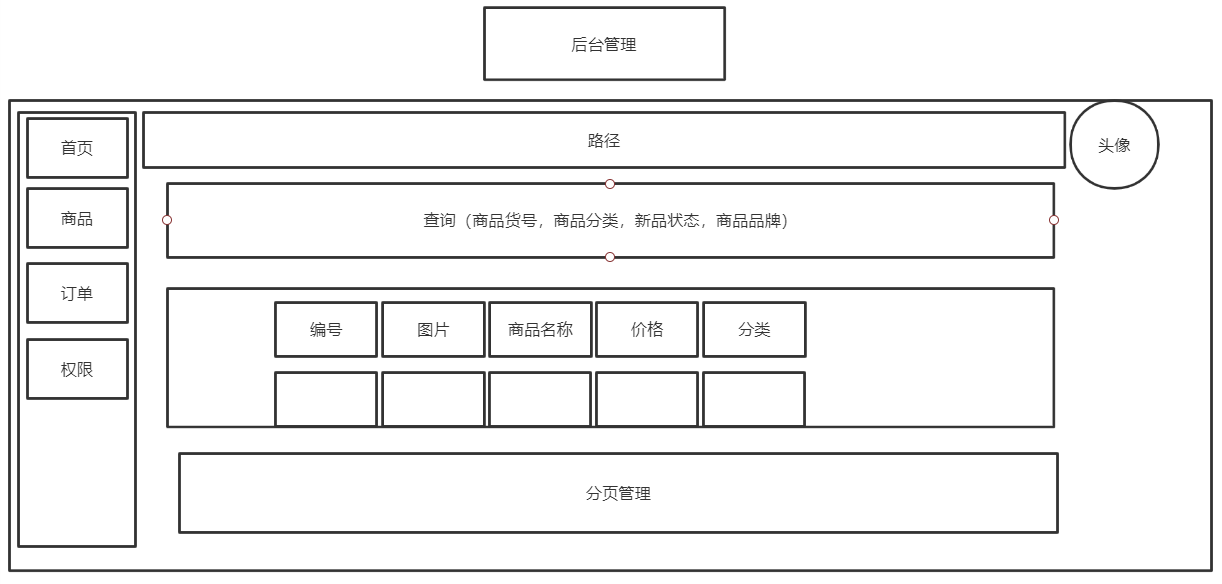 后台管理
路径
头像
首页
商品
订单
权限
查询（商品货号，商品分类，新品状态，商品品牌）
编号
图片
商品名称
价格
分类
分页管理